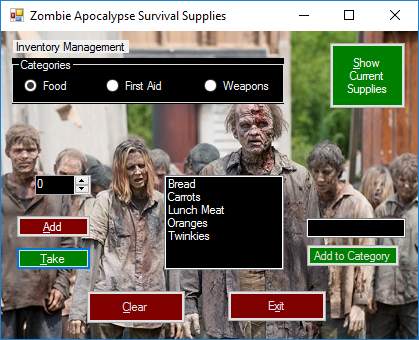 Zombie Apocalypse Survival Supplies
Inventory Management
Show
Current
Supplies
Categories
Food
First Aid
Weapons
0
Bread
Carrots
Lunch Meat
Oranges
Twinkies
Add
Take
Add to Category
Clear
Exit